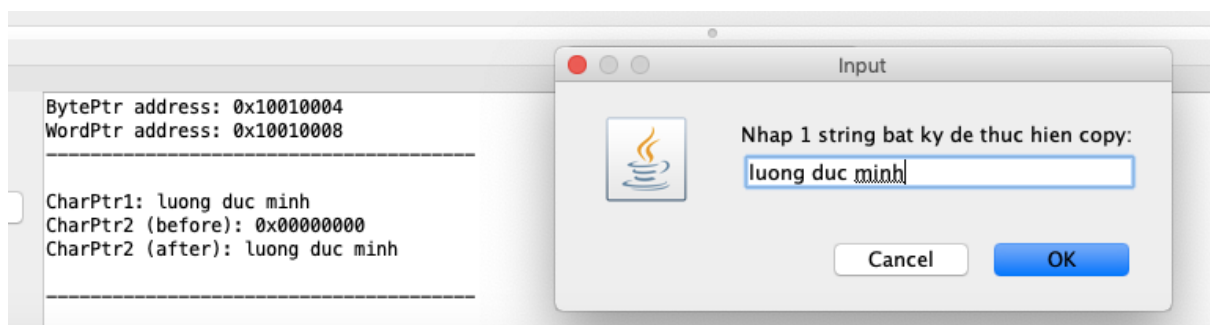 BytePtr address: 0x10010004
WordPtr address: 0x10010008
----------------------------------------
CharPtr1: luong duc minh
CharPtr2 (before): 0x00000000
CharPtr2 (after): luong duc minh
----------------------------------------
Input
Nhap 1 string bat ky de thuc hien copy:
luong duc minh
Cancel
OK